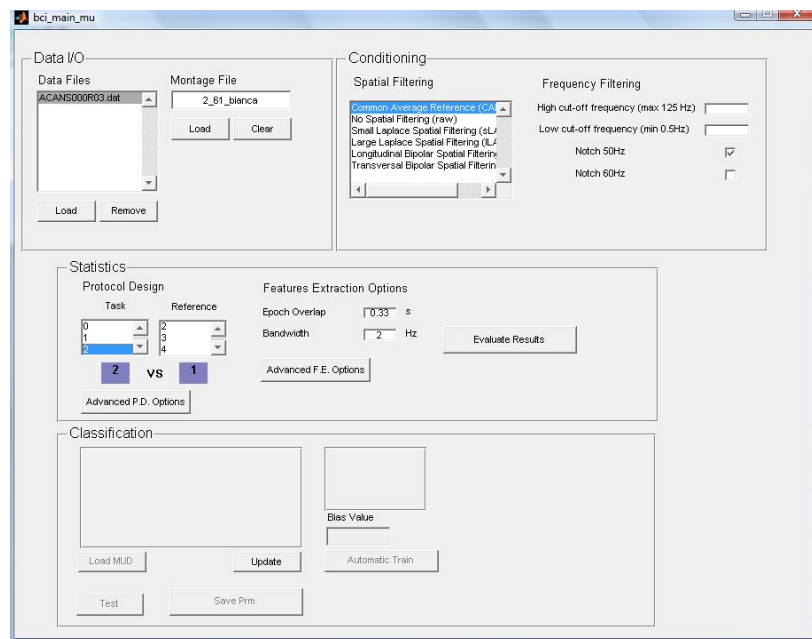 bci_main_mu
Data I/O
Data Files
ACANS000R03.dat
Load
Remove
Montage File
2_61_bianca
Load
Clear
Conditioning
Spatial Filtering
Common Average Reference (CA
No Spatial Filtering (raw)
Small Laplace Spatial Filtering (sLA
Large Laplace Spatial Filtering (lLA
Longitudinal Bipolar Spatial Filtering
Transversal Bipolar Spatial Filterin
Frequency Filtering
High cut-off frequency (max 125 Hz)
Low cut-off frequency (min 0.5Hz)
Notch 50Hz
Notch 60Hz
Statistics
Protocol Design
Task
0
1
2
Reference
2
3
4
2 VS 1
Advanced P.D. Options
Features Extraction Options
Epoch Overlap 0.33 s
Bandwidth 2 Hz
Advanced F.E. Options
Evaluate Results
Classification
Load MUD
Update
Bias Value
Automatic Train
Test
Save Prm